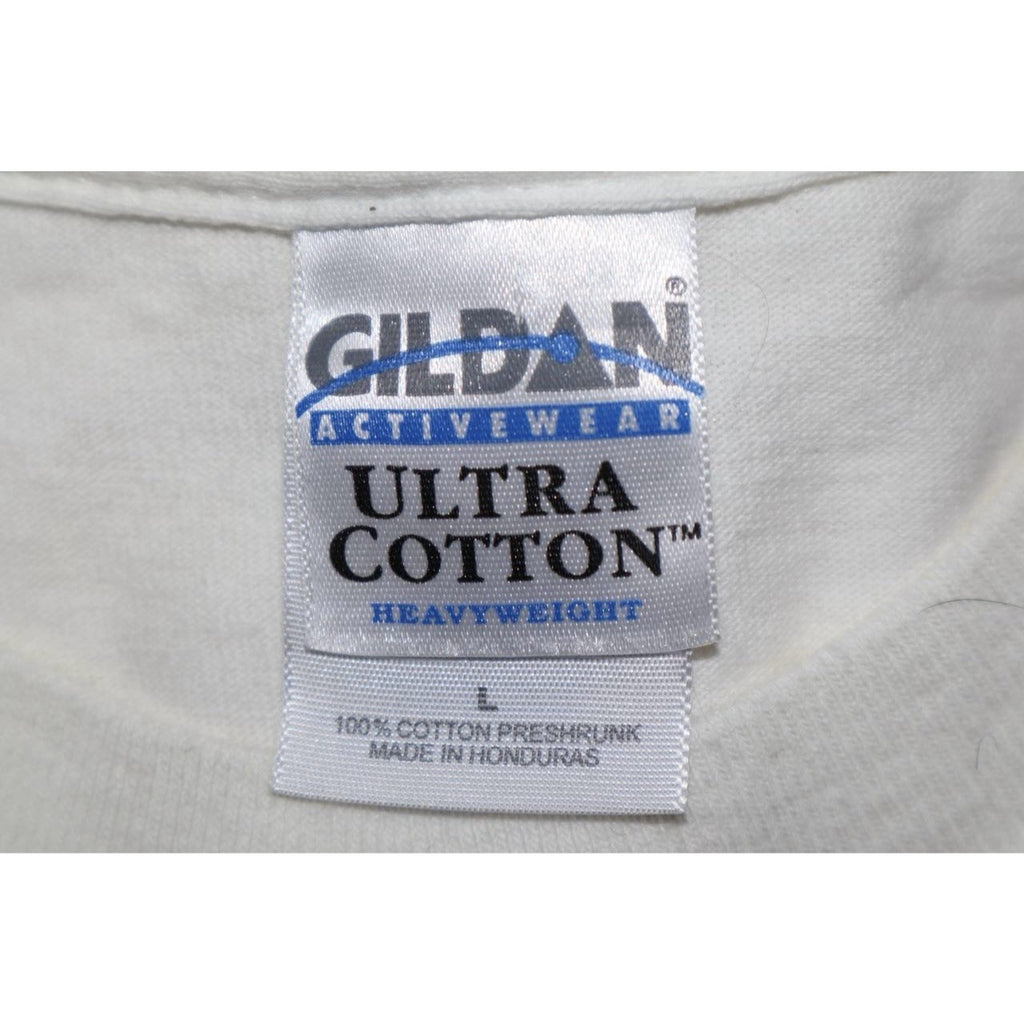 GILDAN®
ACTIVEWEAR
ULTRA
COTTON™
HEAVYWEIGHT
L
100% COTTON PRESHRUNK
MADE IN HONDURAS